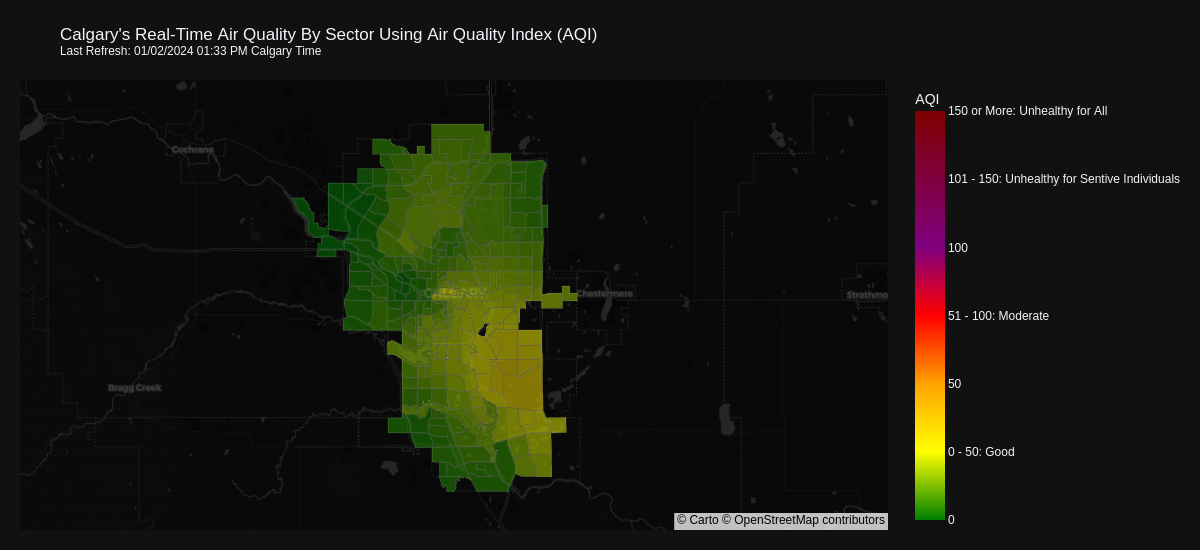 Calgary's Real-Time Air Quality By Sector Using Air Quality Index (AQI)
Last Refresh: 01/02/2024 01:33 PM Calgary Time
AQI
150 or More: Unhealthy for All
Cochrane
101 - 150: Unhealthy for Sentive Individuals
100
CALGARY
Chestermere
Strathmo
51 - 100: Moderate
50
Bragg Creek
0 - 50: Good
0
© Carto © OpenStreetMap contributors